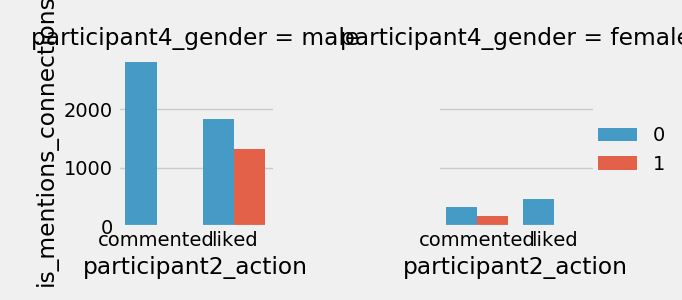 participant4_gender = male
participant4_gender = female
is_mentions_connections
2000
1000
0
commented
liked
commented
liked
participant2_action
participant2_action
0
1